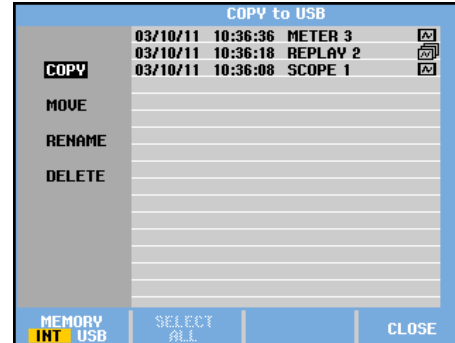 COPY to USB
03/10/11 10:36:36 METER 3
03/10/11 10:36:18 REPLAY 2
03/10/11 10:36:08 SCOPE 1
COPY
MOVE
RENAME
DELETE
MEMORY
INT USB
SELECT
ALL
CLOSE